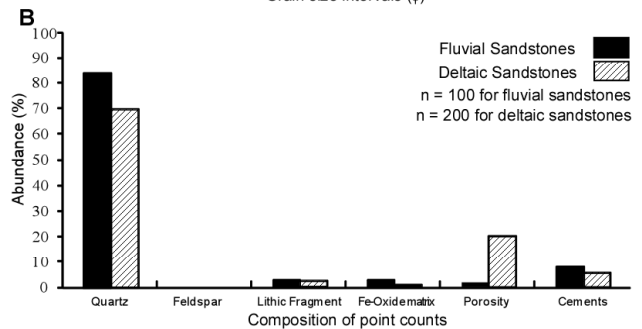 B
Fluvial Sandstones
Deltaic Sandstones
n = 100 for fluvial sandstones
n = 200 for deltaic sandstones
Abundance (%)
100
90
80
70
60
50
40
30
20
10
0
Quartz
Feldspar
Lithic Fragment
Fe-Oxidematrix
Porosity
Cements
Composition of point counts